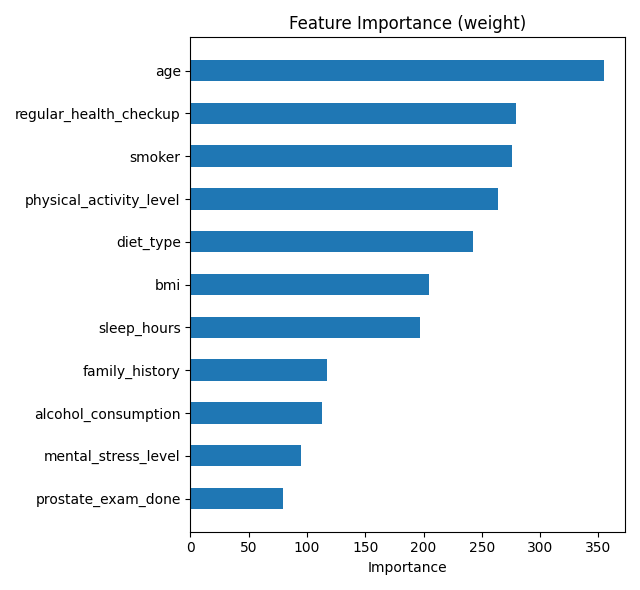 Feature Importance (weight)
age
regular_health_checkup
smoker
physical_activity_level
diet_type
bmi
sleep_hours
family_history
alcohol_consumption
mental_stress_level
prostate_exam_done
0 50 100 150 200 250 300 350
Importance